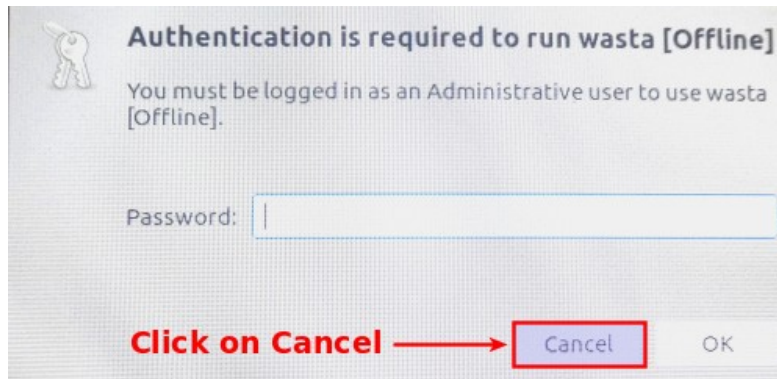 Authentication is required to run wasta [Offline]
You must be logged in as an Administrative user to use wasta
[Offline].
Password:
Click on Cancel
Cancel
OK